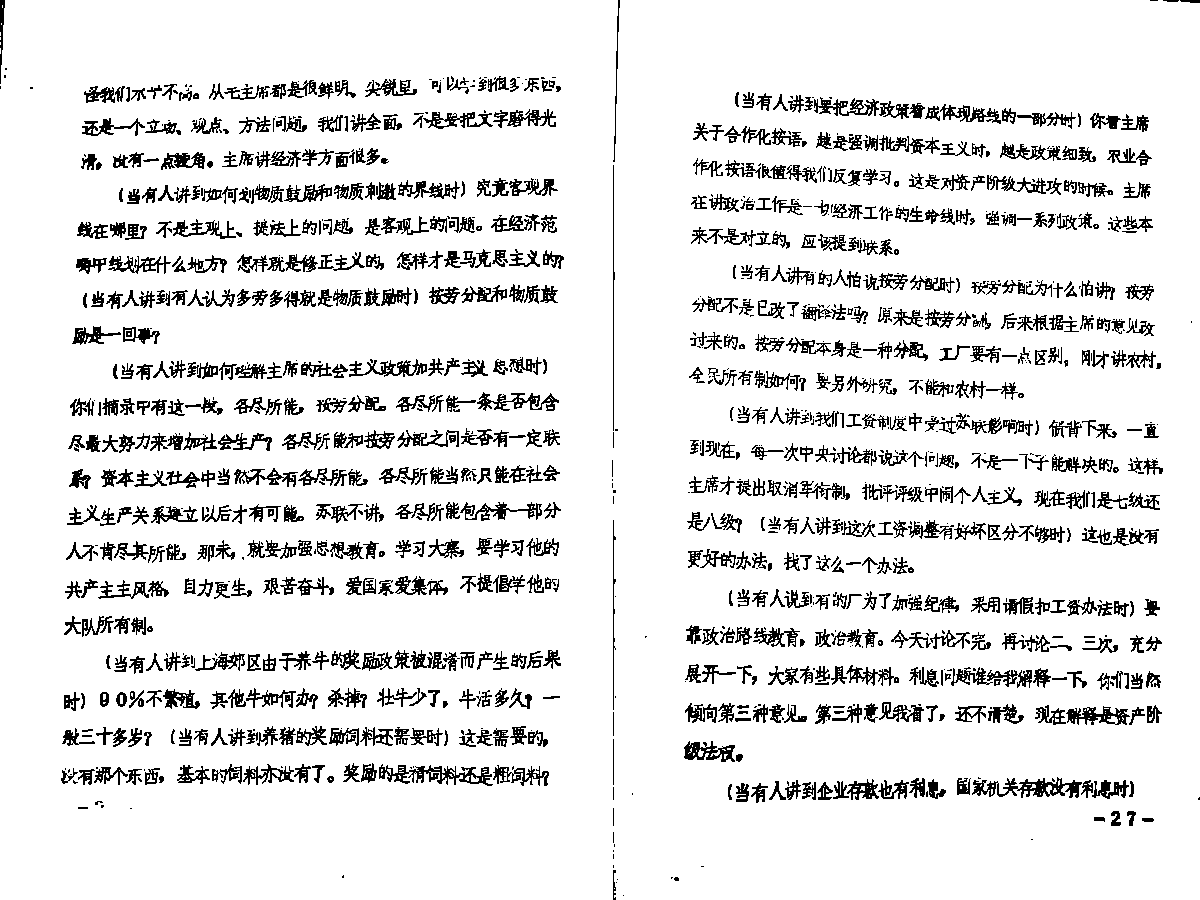 怪我们水平不高。从毛主席都是很鲜明、尖锐里，可以学到很多东西，
还是一个立场、观点、方法问题，我们讲全面，不是要把文字磨得光
滑，没有一点棱角。主席讲经济学方面很多。
（当有人讲到如何划物质鼓励和物质刺激的界线时）究竟客观界
线在哪里？不是主观上、提法上的问题，是客观上的问题。在经济范
畴中线划在什么地方？怎样就是修正主义的，怎样才是马克思主义的？
（当有人讲到有人认为多劳多得就是物质鼓励时）按劳分配和物质鼓
励是一回事？
（当有人讲到如何理解主席的社会主义政策加共产主义思想时）
你们摘录中有这一段，各尽所能，按劳分配。各尽所能一条是否包含
尽最大努力来增加社会生产？各尽所能和按劳分配之间是否有一定联
系？资本主义社会中当然不会有各尽所能，各尽所能当然只能在社会
主义生产关系建立以后才有可能。苏联不讲，各尽所能包含着一部分
人不肯尽其所能，那末，就要加强思想教育。学习大寨，要学习他的
共产主主风格，自力更生，艰苦奋斗，爱国家爱集体，不提倡学他的
大队所有制。
（当有人讲到上海郊区由于养牛的奖励政策被混淆而产生的后果
时）90%不繁殖，其他牛如何办？杀掉？壮牛少了，牛活多久？一
般三十多岁？（当有人讲到养猪的奖励饲料还需要时）这是需要的，
没有那个东西，基本的饲料亦没有了。奖励的是精饲料还是粗饲料？
（当有人讲到要把经济政策看成体现路线的一部分时）你看主席
关于合作化按语，越是强调批判资本主义时，越是政策细致，农业合
作化按语很值得我们反复学习。这是对资产阶级大进攻的时候。主席
在讲政治工作是一切经济工作的生命线时，强调一系列政策。这些本
来不是对立的，应该提到联系。
（当有人讲有的人怕说按劳分配时）按劳分配为什么怕讲？按劳
分配不是已改了翻译法吗？原来是按劳分酬，后来根据主席的意见改
过来的。按劳分配本身是一种分配，工厂要有一点区别，刚才讲农村，
全民所有制如何？要另外研究，不能和农村一样。
（当有人讲到我们工资制度中受过苏联影响时）债背下来，一直
到现在，每一次中央讨论都说这个问题，不是一下子能解决的。这样，
主席才提出取消军衔制，批评评级中闹个人主义，现在我们是七级还
是八级？（当有人讲到这次工资调整有好坏区分不够时）这也是没有
更好的办法，找了这么一个办法。
（当有人说到有的厂为了加强纪律，采用请假扣工资办法时）要
靠政治路线教育，政治教育。今天讨论不完，再讨论二、三次，充分
展开一下，大家有些具体材料。利息问题谁给我解释一下，你们当然
倾向第三种意见。第三种意见我看了，还不清楚，现在解释是资产阶
级法权。
（当有人讲到企业存款也有利息，国家机关存款没有利息时）
－27－